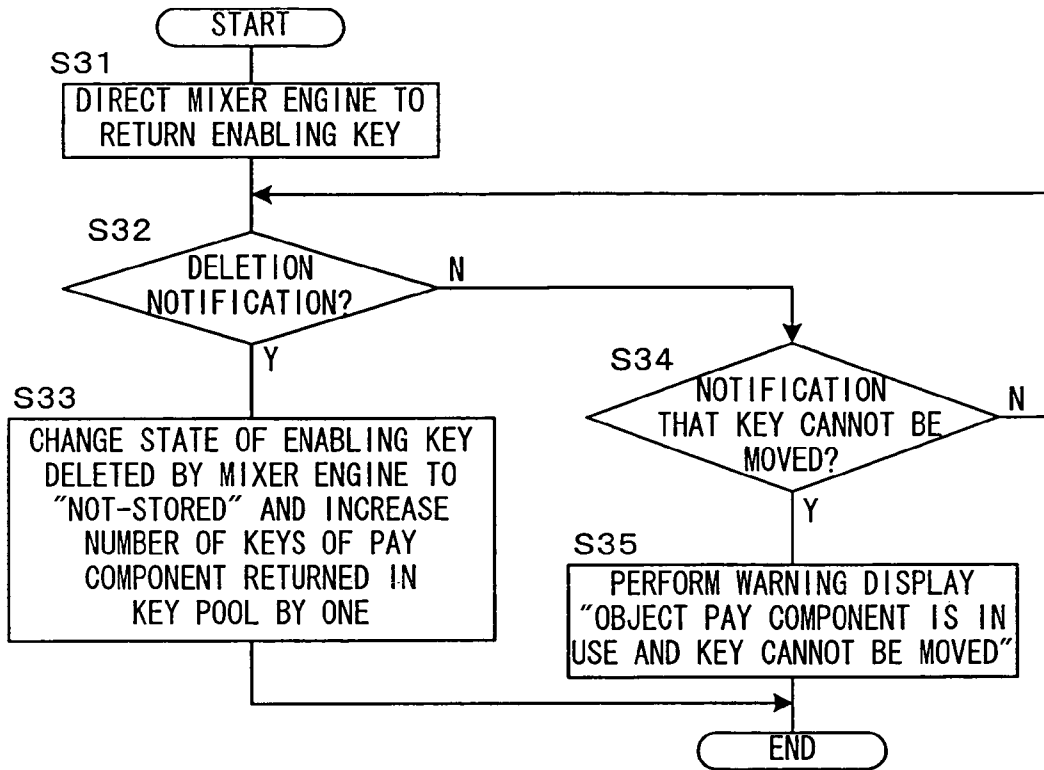 START
S31
DIRECT MIXER ENGINE TO
RETURN ENABLING KEY
S32
DELETION
NOTIFICATION?
N
Y
S33
CHANGE STATE OF ENABLING KEY
DELETED BY MIXER ENGINE TO
"NOT-STORED" AND INCREASE
NUMBER OF KEYS OF PAY
COMPONENT RETURNED IN
KEY POOL BY ONE
S34
NOTIFICATION
THAT KEY CANNOT BE
MOVED?
N
Y
S35
PERFORM WARNING DISPLAY
"OBJECT PAY COMPONENT IS IN
USE AND KEY CANNOT BE MOVED"
END